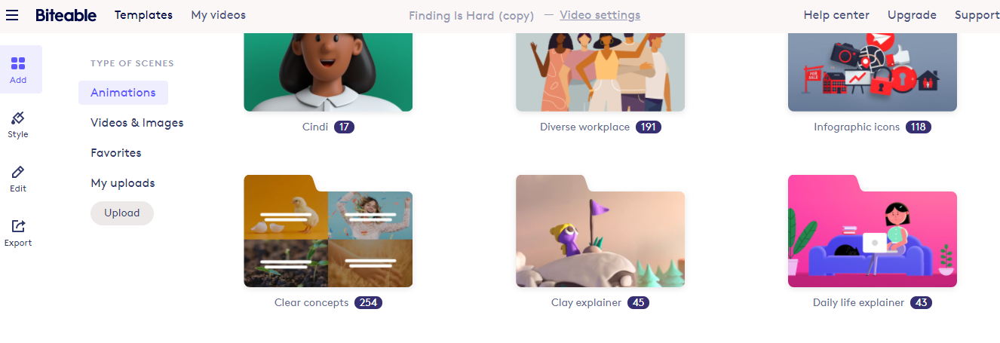 Biteable Templates My videos Finding Is Hard (copy) — Video settings Help center Upgrade Support
Add
Style
Edit
Export
TYPE OF SCENES
Animations
Videos & Images
Favorites
My uploads
Upload
Cindi 17
Diverse workplace 191
FOR SALE
Infographic icons 118
Clear concepts 254
Clay explainer 45
Daily life explainer 43